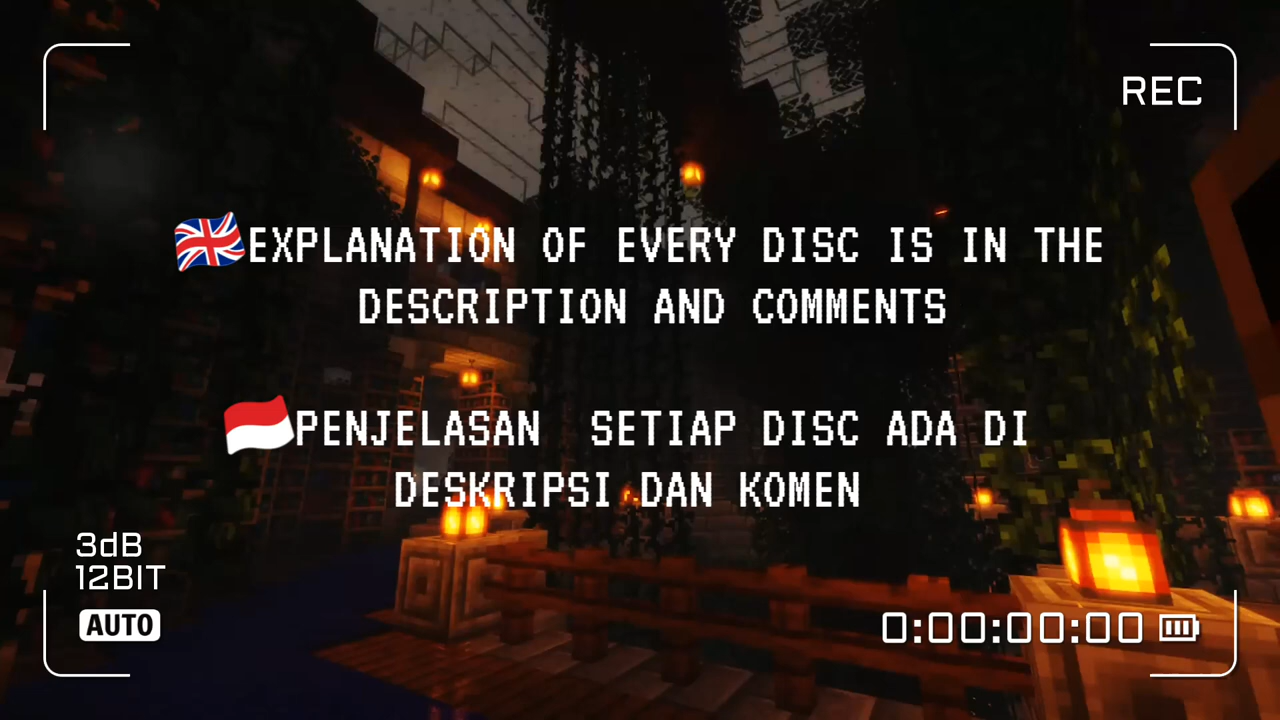 REC
🇬🇧EXPLANATION OF EVERY DISC IS IN THE
DESCRIPTION AND COMMENTS
🇮🇩PENJELASAN  SETIAP DISC ADA DI
DESKRIPSI DAN KOMEN
3dB
12BIT
AUTO
0:00:00:00